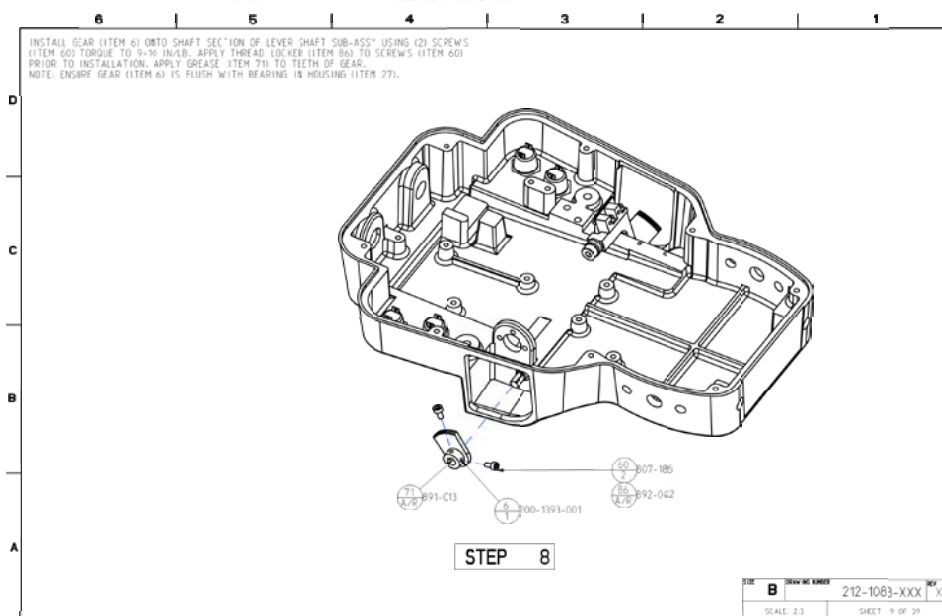 6 5 4 3 2 1
INSTALL GEAR (ITEM 6) ONTO SHAFT SECTION OF LEVER SHAFT SUB-ASSY USING (2) SCREWS
(ITEM 60) TORQUE TO 9-10 IN/LB. APPLY THREAD LOCKER (ITEM 86) TO SCREWS (ITEM 60)
PRIOR TO INSTALLATION. APPLY GREASE (ITEM 71) TO TEETH OF GEAR.
NOTE: ENSURE GEAR (ITEM 6) IS FLUSH WITH BEARING IN HOUSING (ITEM 27).
D
C
B
A
60
2
807-185
86
A/R
892-042
71
A/R
891-C13
6
1
200-1393-001
STEP 8
SIZE
B
DRAWING NUMBER
212-1083-XXX
REV
X
SCALE 2:3
SHEET 9 OF 39